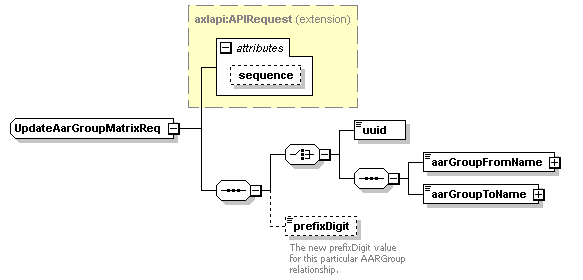 axlapi:APIRequest (extension)
attributes
sequence
UpdateAarGroupMatrixReq
uuid
aarGroupFromName
aarGroupToName
prefixDigit
The new prefixDigit value
for this particular AARGroup
relationship.